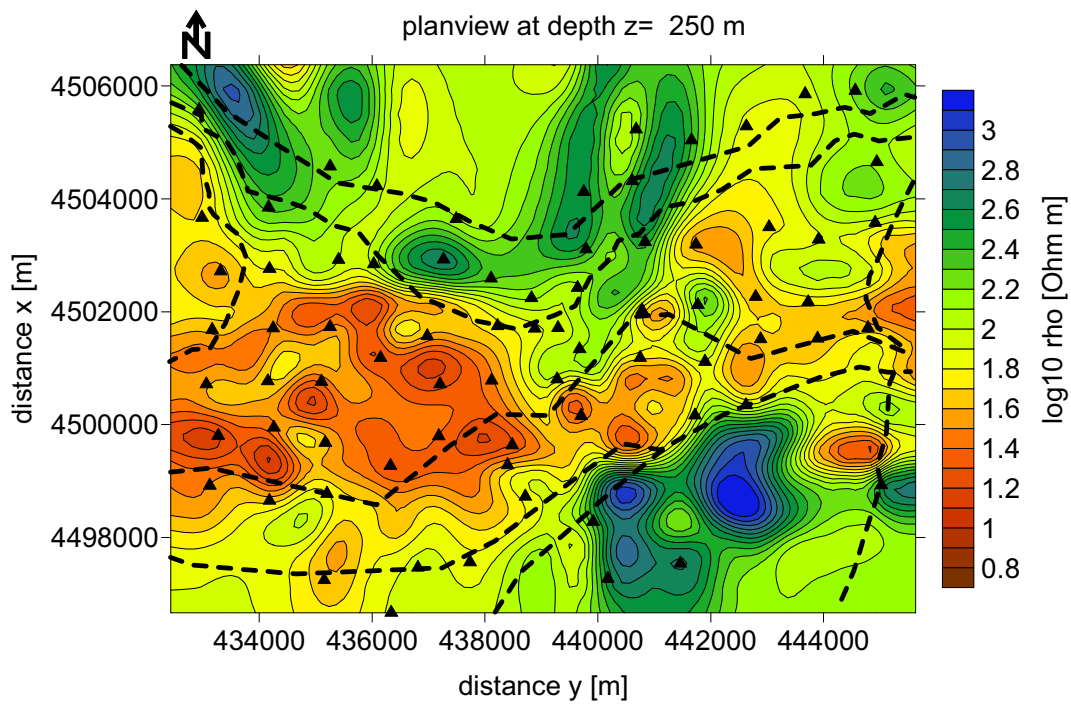 planview at depth z=  250 m
N
4506000
4504000
4502000
4500000
4498000
distance x [m]
434000 436000 438000 440000 442000 444000
distance y [m]
3
2.8
2.6
2.4
2.2
2
1.8
1.6
1.4
1.2
1
0.8
log10 rho [Ohm m]